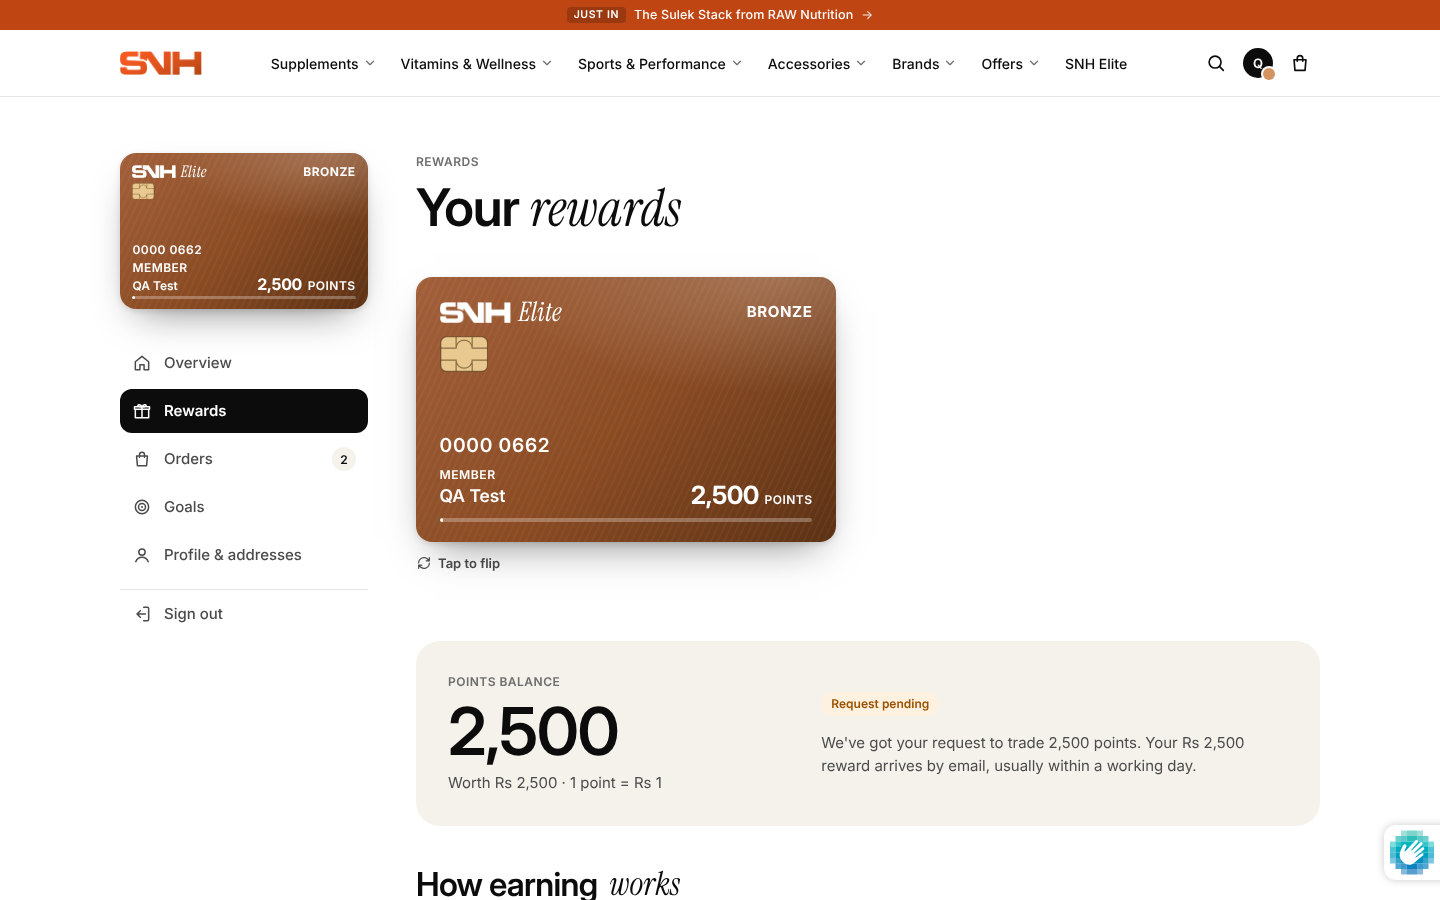 JUST IN The Sulek Stack from RAW Nutrition →
SNH
Supplements Vitamins & Wellness Sports & Performance Accessories Brands Offers SNH Elite
Q
SNH Elite BRONZE
0000 0662
MEMBER
QA Test 2,500 POINTS
Overview
Rewards
Orders 2
Goals
Profile & addresses
Sign out
REWARDS
Your rewards
SNH Elite BRONZE
0000 0662
MEMBER
QA Test 2,500 POINTS
Tap to flip
POINTS BALANCE
2,500
Worth Rs 2,500 · 1 point = Rs 1
Request pending
We've got your request to trade 2,500 points. Your Rs 2,500
reward arrives by email, usually within a working day.
How earning works